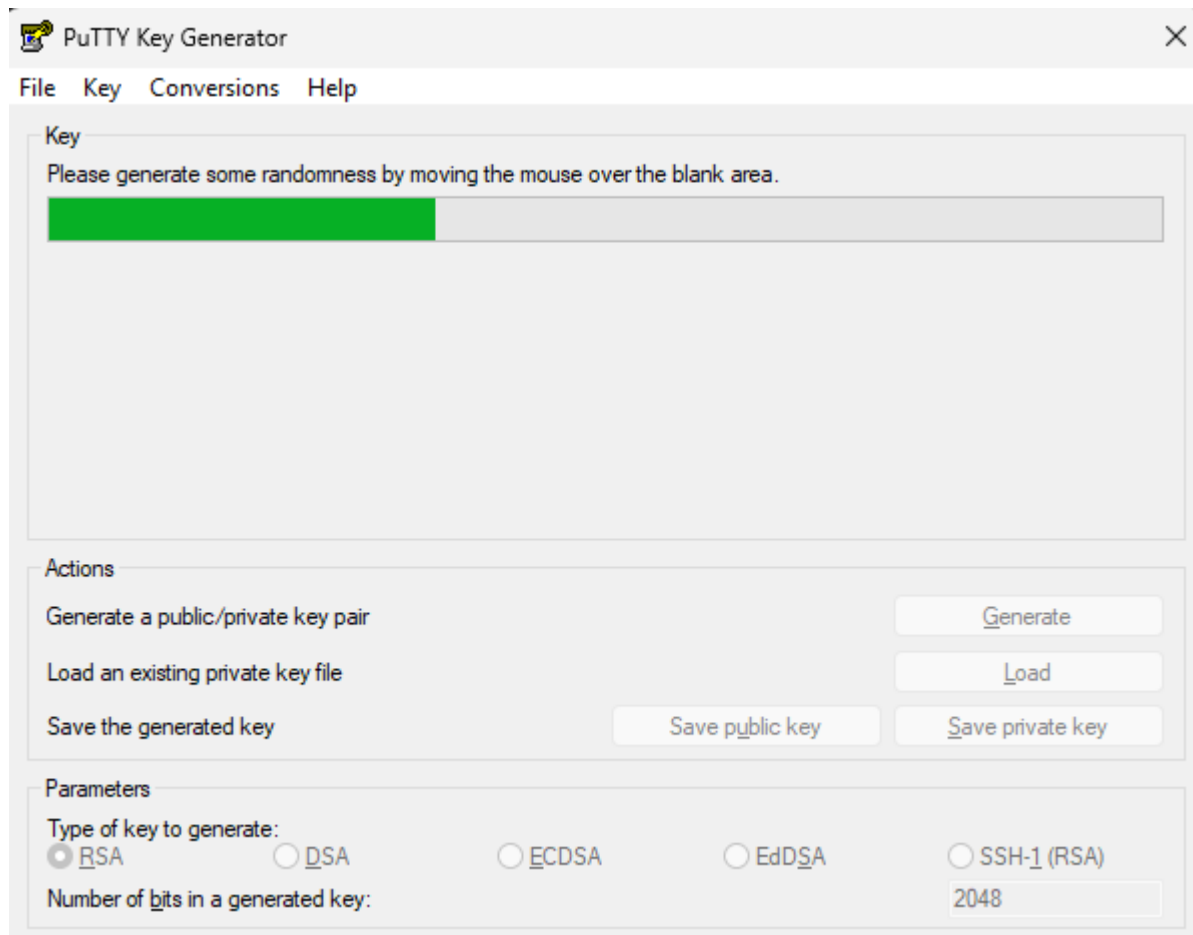 PuTTY Key Generator
File Key Conversions Help
Key
Please generate some randomness by moving the mouse over the blank area.
Actions
Generate a public/private key pair Generate
Load an existing private key file Load
Save the generated key Save public key Save private key
Parameters
Type of key to generate:
RSA DSA ECDSA EdDSA SSH-1 (RSA)
Number of bits in a generated key: 2048